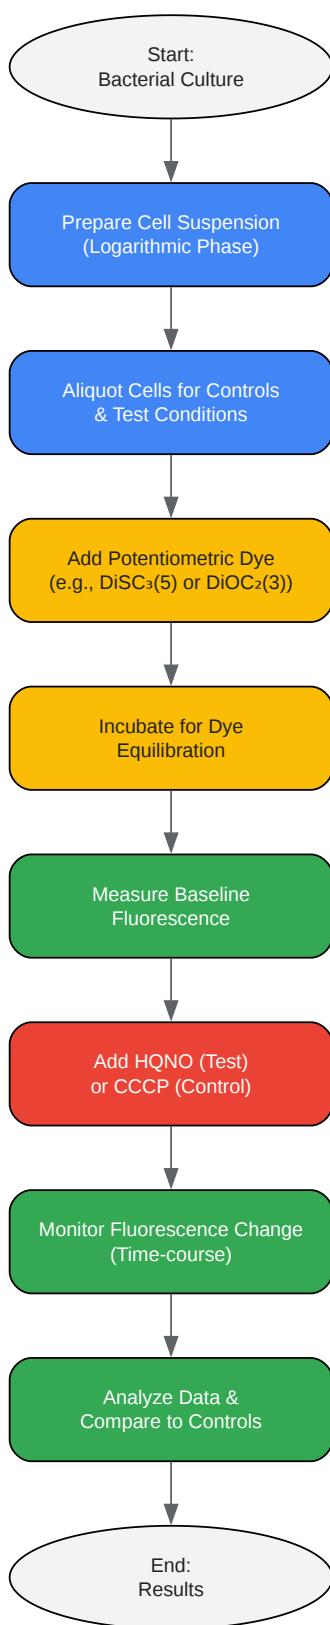 Start:
Bacterial Culture
Prepare Cell Suspension
(Logarithmic Phase)
Aliquot Cells for Controls
& Test Conditions
Add Potentiometric Dye
(e.g., DiSC₃(5) or DiOC₂(3))
Incubate for Dye
Equilibration
Measure Baseline
Fluorescence
Add HQNO (Test)
or CCCP (Control)
Monitor Fluorescence Change
(Time-course)
Analyze Data &
Compare to Controls
End:
Results